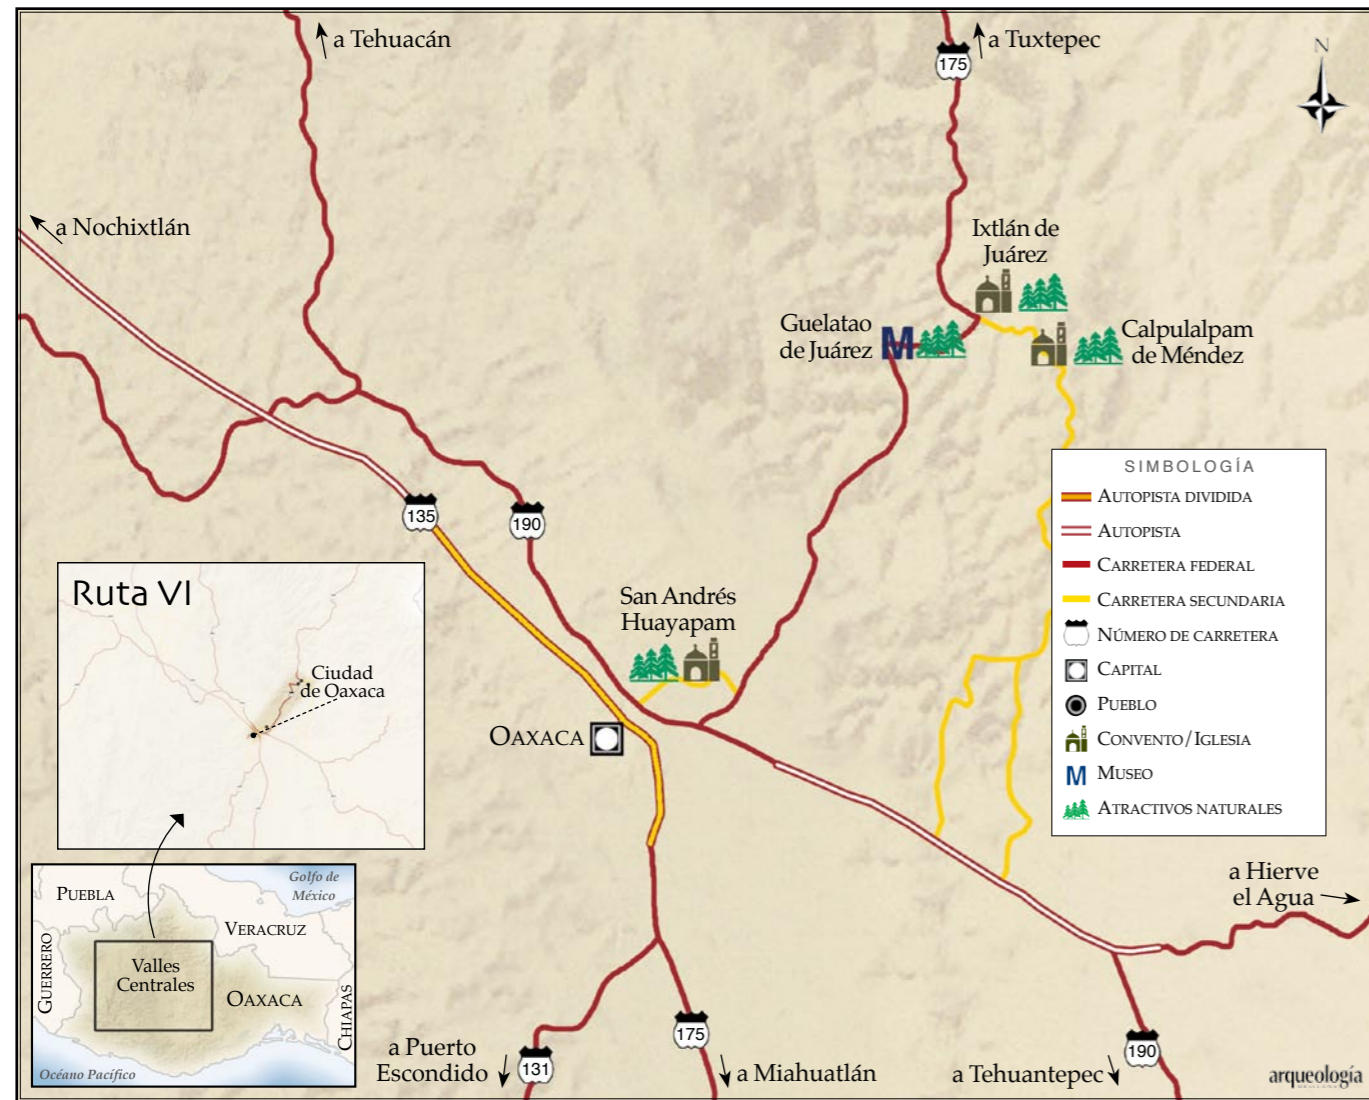 a Tehuacán
a Tuxtepec
175
N
a Nochixtlán
Ixtlán de
Juárez
Guelatao
de Juárez
M
Calpulalpam
de Méndez
135
190
SIMBOLOGÍA
AUTOPISTA DIVIDIDA
AUTOPISTA
CARRETERA FEDERAL
CARRETERA SECUNDARIA
NÚMERO DE CARRETERA
CAPITAL
PUEBLO
CONVENTO/IGLESIA
M MUSEO
ATRACTIVOS NATURALES
San Andrés
Huayapam
OAXACA
Ruta VI
Ciudad
de Oaxaca
PUEBLA
Golfo de
México
VERACRUZ
GUERRERO
Valles
Centrales
OAXACA
CHIAPAS
Océano Pacífico
a Hierve
el Agua
a Puerto
Escondido
131
175
a Miahuatlán
a Tehuantepec
190
arqueología